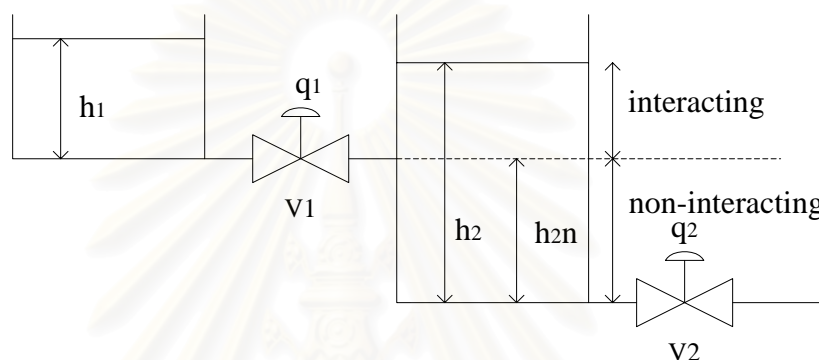 q1
h1
interacting
V1
non-interacting
h2
h2n
q2
V2